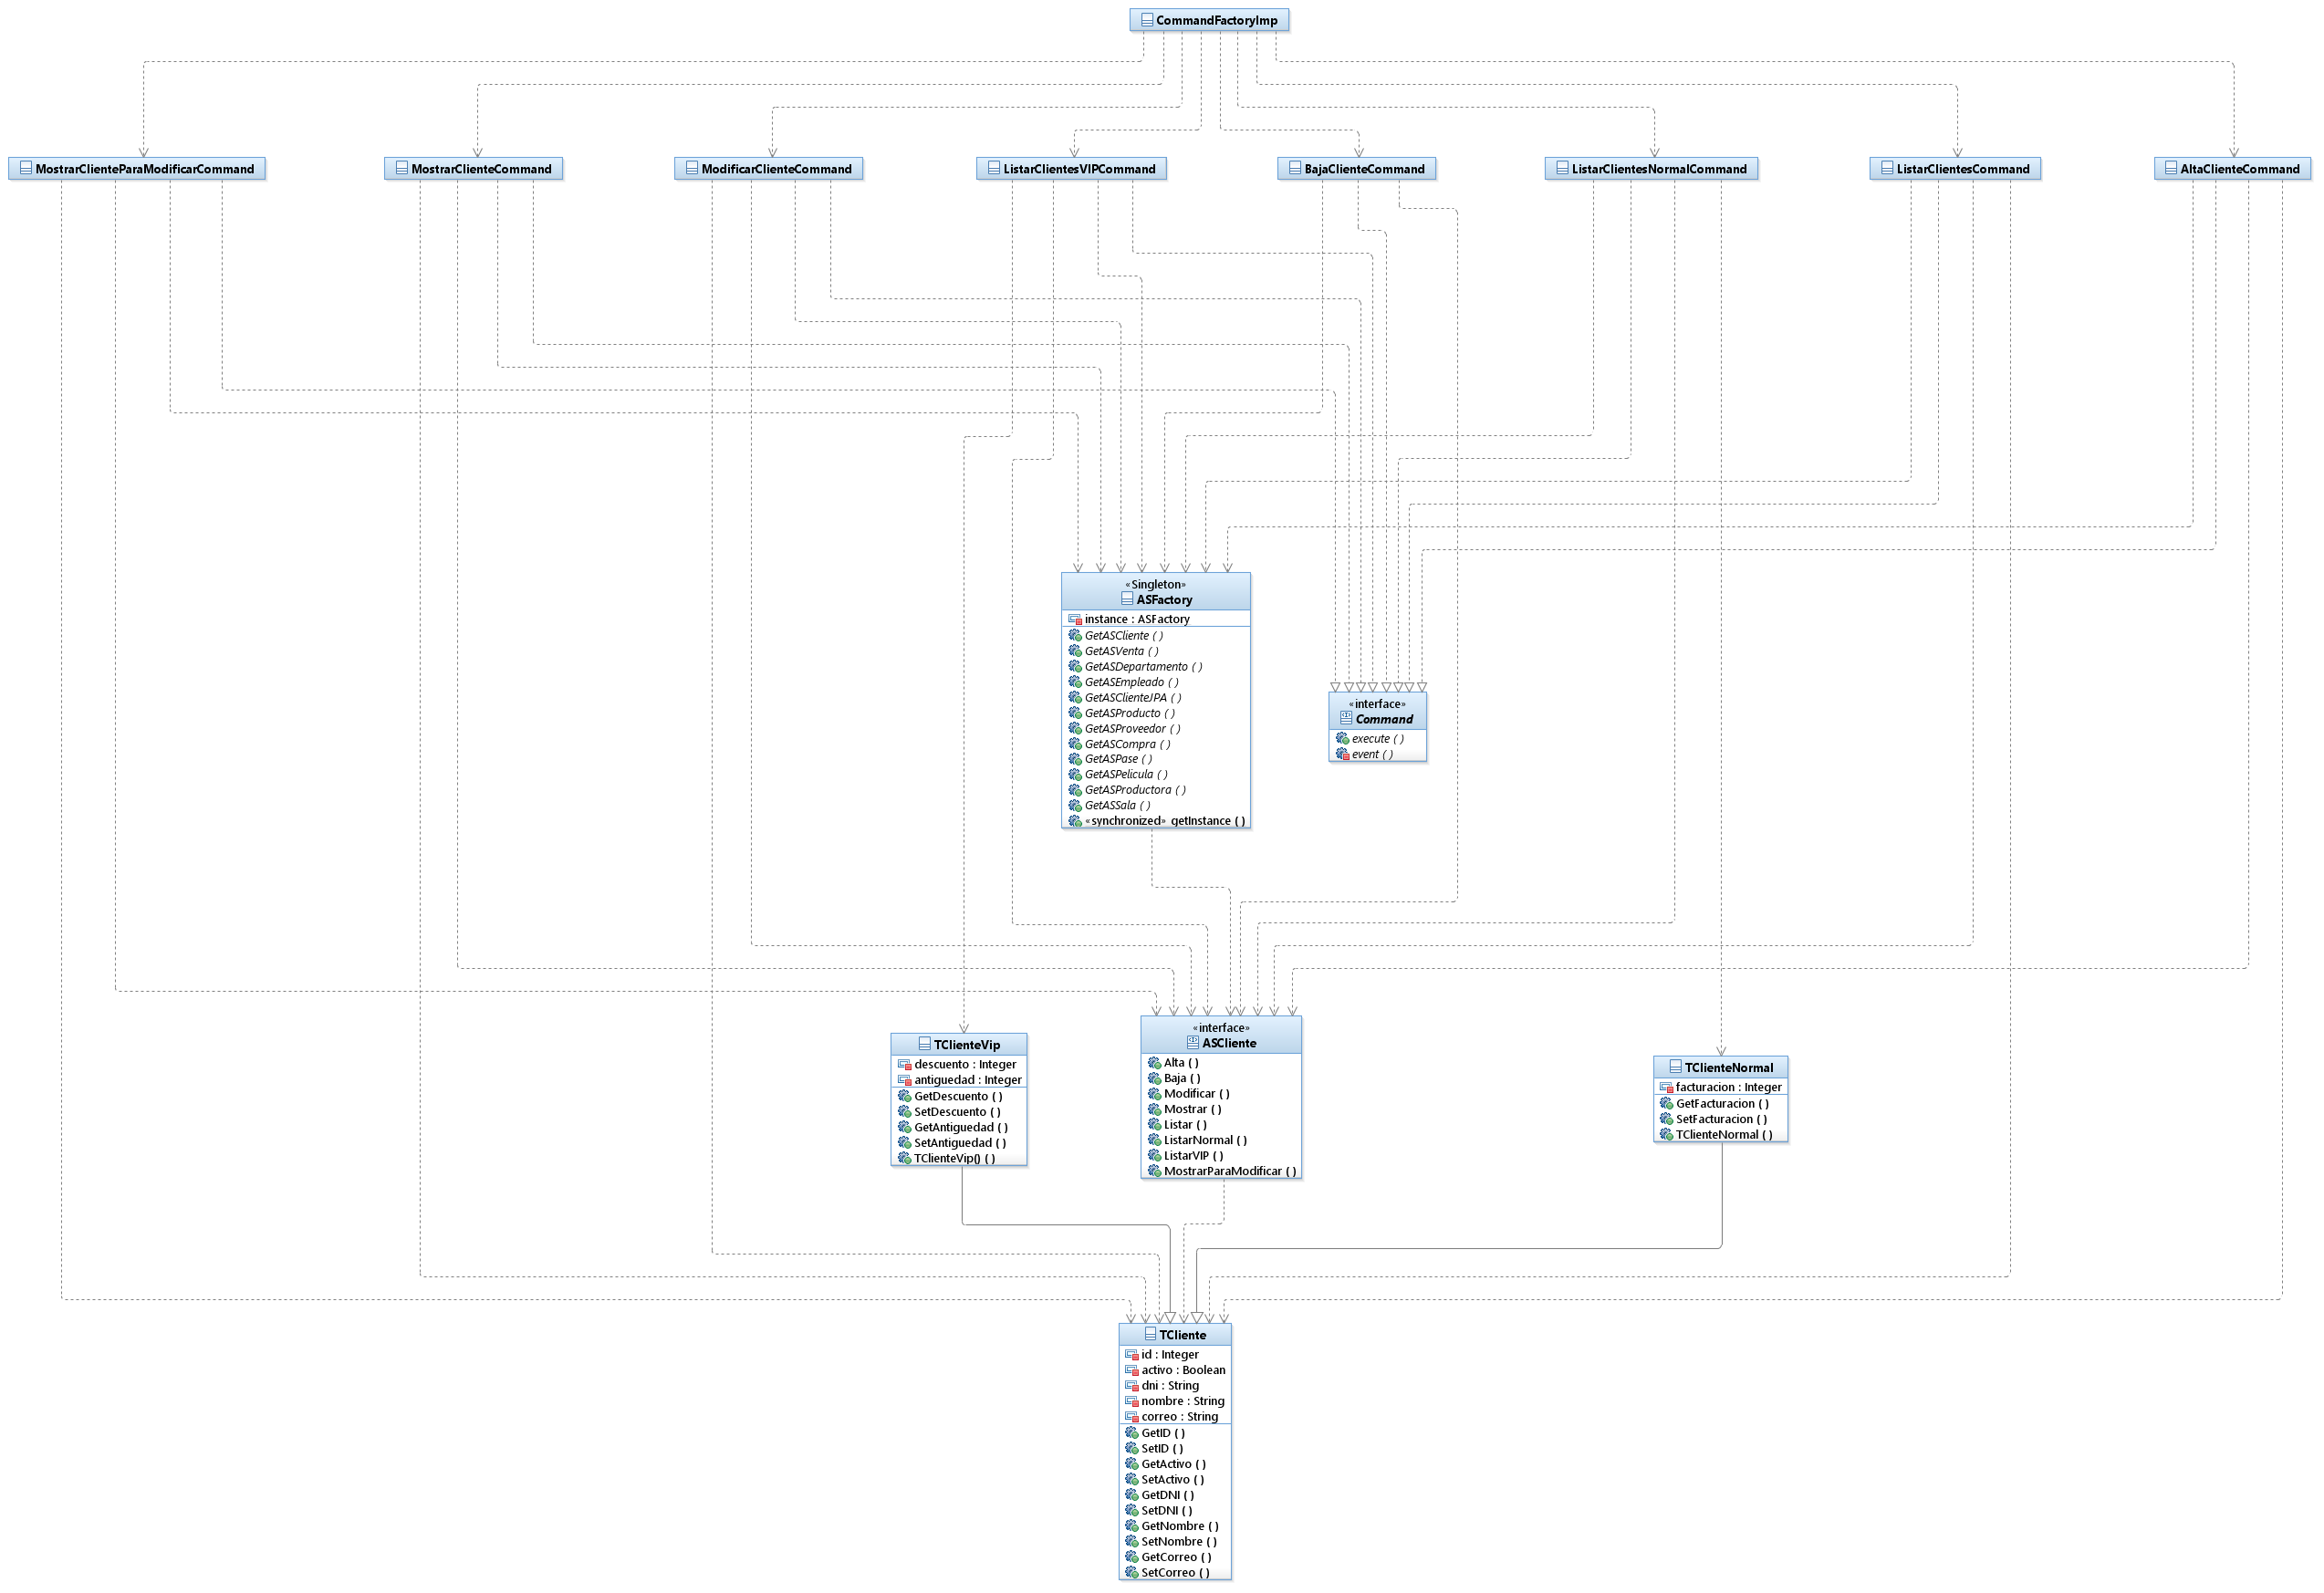 CommandFactoryImp
MostrarClienteParaModificarCommand
MostrarClienteCommand
ModificarClienteCommand
ListarClientesVIPCommand
BajaClienteCommand
ListarClientesNormalCommand
ListarClientesCommand
AltaClienteCommand
«Singleton»
ASFactory
instance : ASFactory
GetASCliente ( )
GetASVenta ( )
GetASDepartamento ( )
GetASEmpleado ( )
GetASClienteJPA ( )
GetASProducto ( )
GetASProveedor ( )
GetASCompra ( )
GetASPase ( )
GetASPelicula ( )
GetASProductora ( )
GetASSala ( )
«synchronized» getInstance ( )
«interface»
Command
execute ( )
event ( )
TClienteVip
descuento : Integer
antiguedad : Integer
GetDescuento ( )
SetDescuento ( )
GetAntiguedad ( )
SetAntiguedad ( )
TClienteVip() ( )
«interface»
ASCliente
Alta ( )
Baja ( )
Modificar ( )
Mostrar ( )
Listar ( )
ListarNormal ( )
ListarVIP ( )
MostrarParaModificar ( )
TClienteNormal
facturacion : Integer
GetFacturacion ( )
SetFacturacion ( )
TClienteNormal ( )
TCliente
id : Integer
activo : Boolean
dni : String
nombre : String
correo : String
GetID ( )
SetID ( )
GetActivo ( )
SetActivo ( )
GetDNI ( )
SetDNI ( )
GetNombre ( )
SetNombre ( )
GetCorreo ( )
SetCorreo ( )